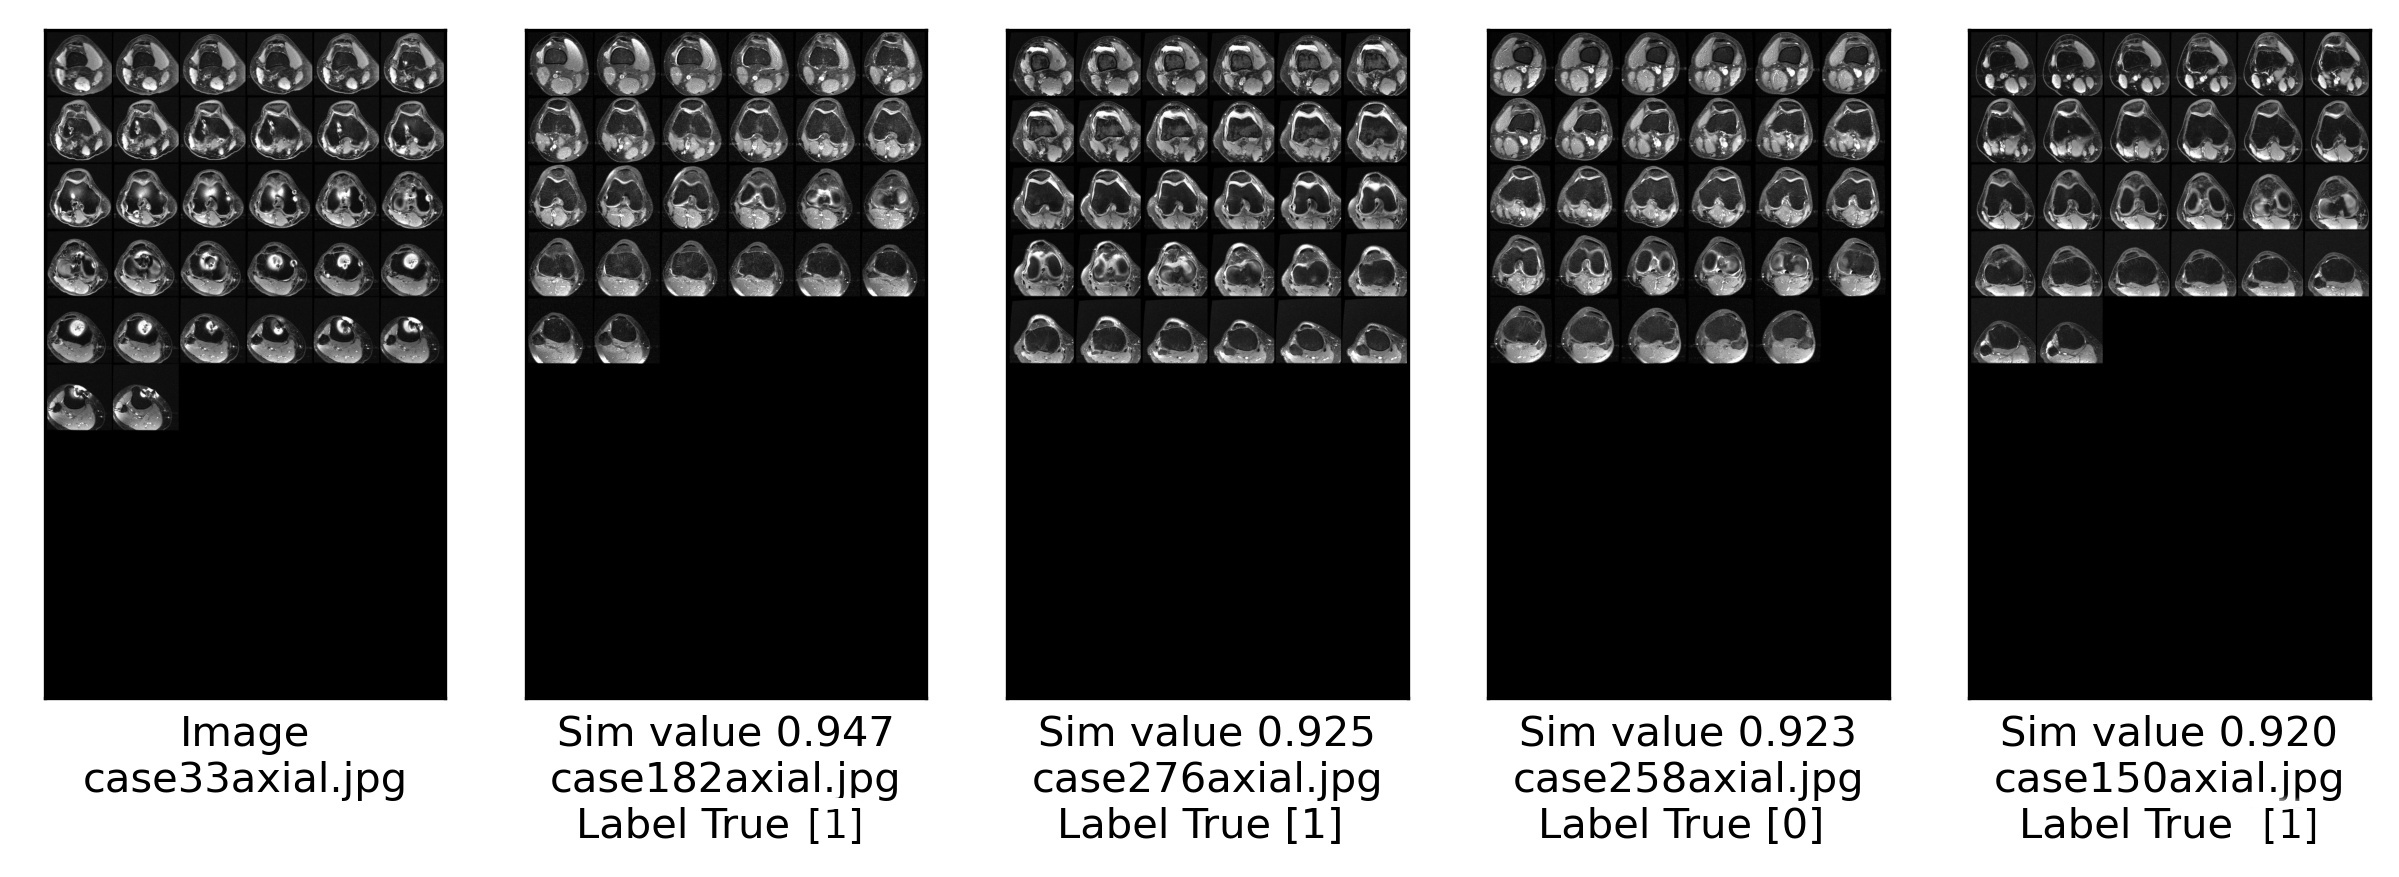 Image
case33axial.jpg
Sim value 0.947
case182axial.jpg
Label True [1]
Sim value 0.925
case276axial.jpg
Label True [1]
Sim value 0.923
case258axial.jpg
Label True [0]
Sim value 0.920
case150axial.jpg
Label True  [1]